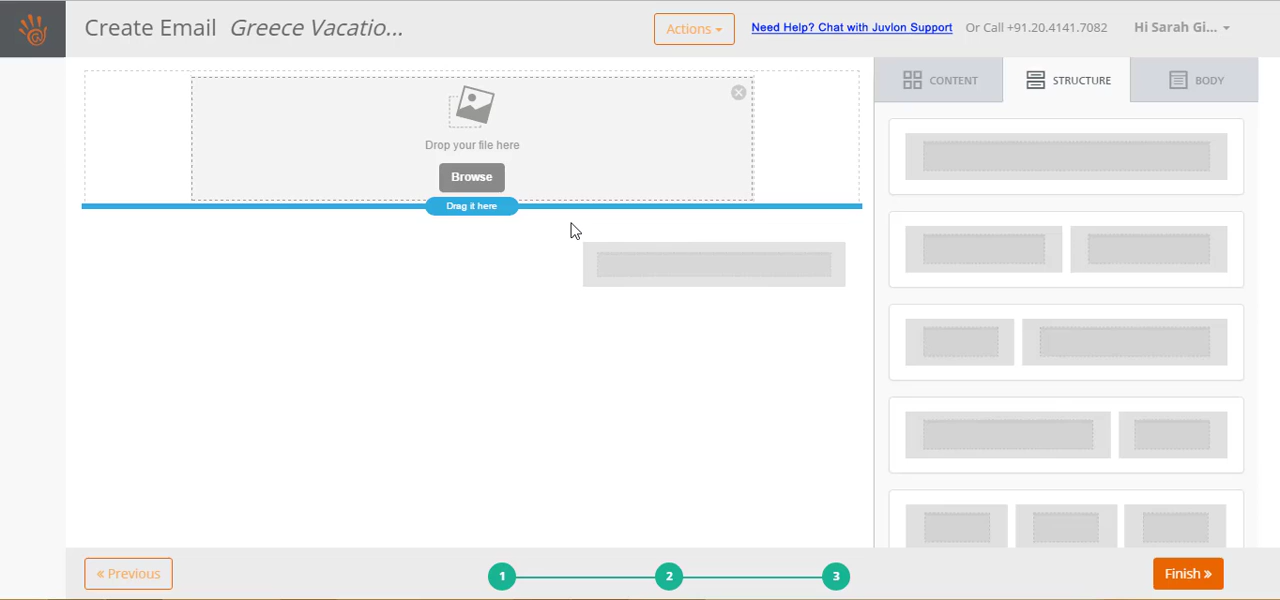 Create Email Greece Vacatio...
Actions
Need Help? Chat with Juvlon Support
Or Call +91.20.4141.7082
Hi Sarah Gi...
CONTENT
STRUCTURE
BODY
Drop your file here
Browse
Drag it here
« Previous
1
2
3
Finish »